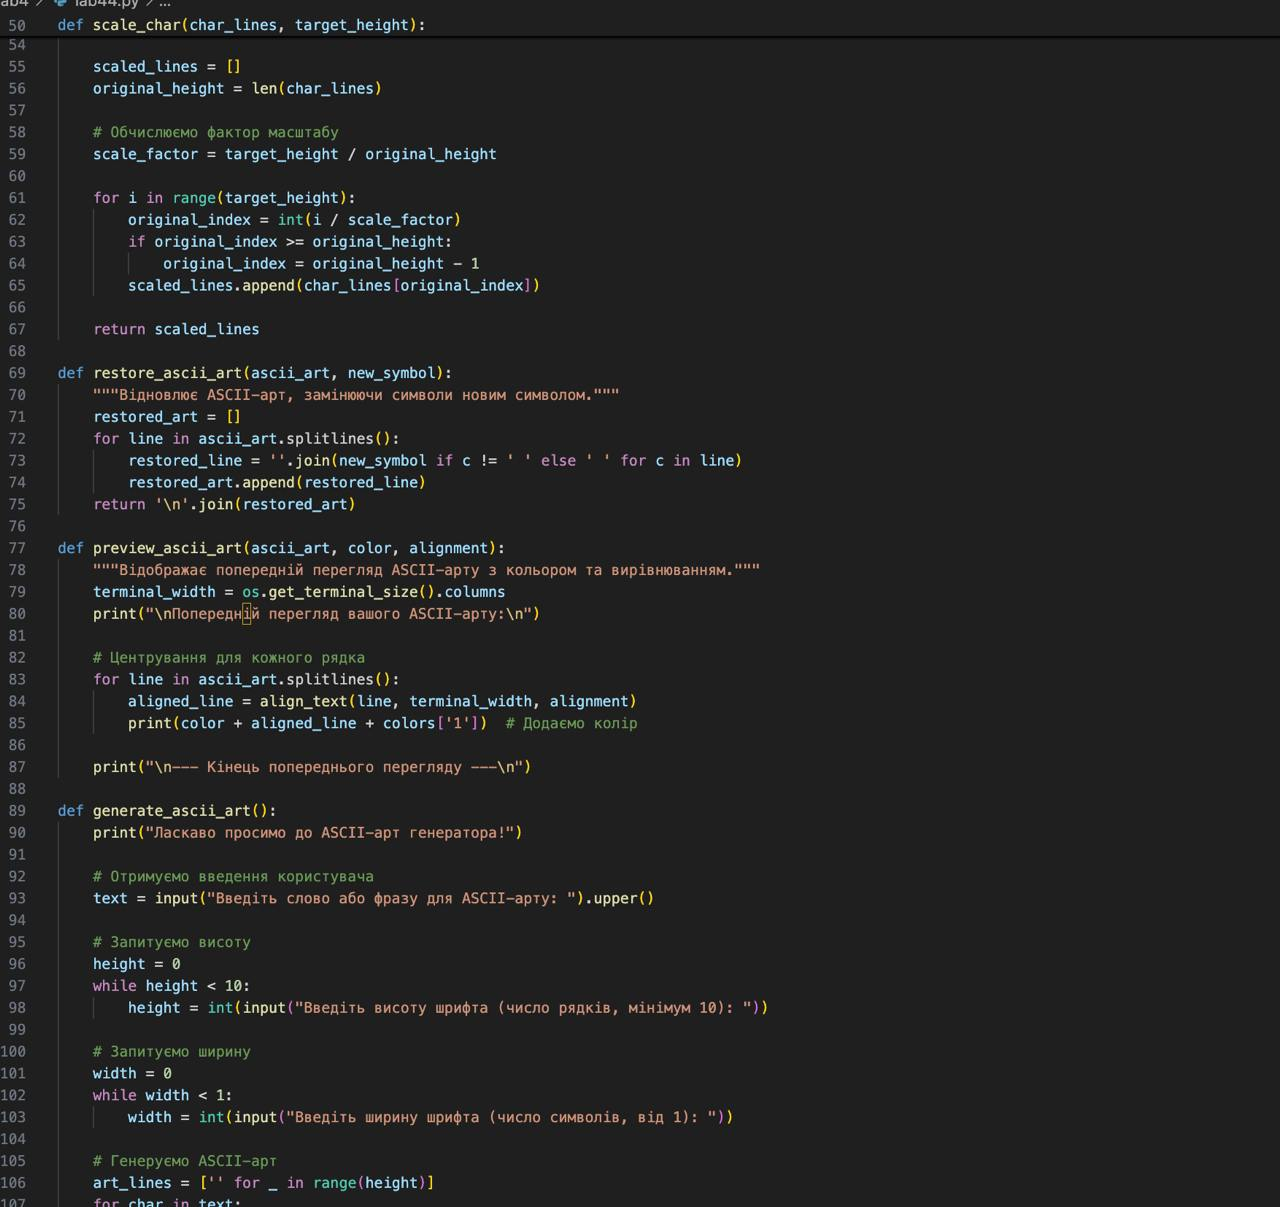 ab4 > lab44.py > ...
50 def scale_char(char_lines, target_height):
54
55     scaled_lines = []
56     original_height = len(char_lines)
57
58     # Обчислюємо фактор масштабу
59     scale_factor = target_height / original_height
60
61     for i in range(target_height):
62         original_index = int(i / scale_factor)
63         if original_index >= original_height:
64             original_index = original_height - 1
65         scaled_lines.append(char_lines[original_index])
66
67     return scaled_lines
68
69 def restore_ascii_art(ascii_art, new_symbol):
70     """Відновлює ASCII-арт, замінюючи символи новим символом."""
71     restored_art = []
72     for line in ascii_art.splitlines():
73         restored_line = ''.join(new_symbol if c != ' ' else ' ' for c in line)
74         restored_art.append(restored_line)
75     return '\n'.join(restored_art)
76
77 def preview_ascii_art(ascii_art, color, alignment):
78     """Відображає попередній перегляд ASCII-арту з кольором та вирівнюванням."""
79     terminal_width = os.get_terminal_size().columns
80     print("\nПопередній перегляд вашого ASCII-арту:\n")
81
82     # Центрування для кожного рядка
83     for line in ascii_art.splitlines():
84         aligned_line = align_text(line, terminal_width, alignment)
85         print(color + aligned_line + colors['1'])  # Додаємо колір
86
87     print("\n--- Кінець попереднього перегляду ---\n")
88
89 def generate_ascii_art():
90     print("Ласкаво просимо до ASCII-арт генератора!")
91
92     # Отримуємо введення користувача
93     text = input("Введіть слово або фразу для ASCII-арту: ").upper()
94
95     # Запитуємо висоту
96     height = 0
97     while height < 10:
98         height = int(input("Введіть висоту шрифта (число рядків, мінімум 10): "))
99
100     # Запитуємо ширину
101     width = 0
102     while width < 1:
103         width = int(input("Введіть ширину шрифта (число символів, від 1): "))
104
105     # Генеруємо ASCII-арт
106     art_lines = ['' for _ in range(height)]
107     for char in text: